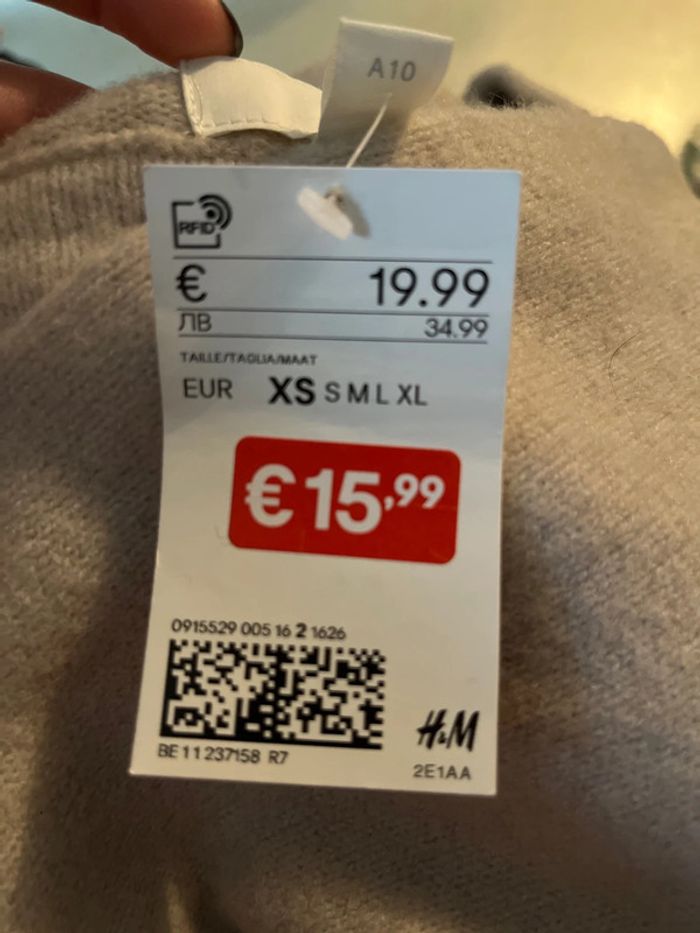 A10
RFID
€ 19.99
ЛВ 34.99
TAILLE/TAGLIA/MAAT
EUR XS S M L XL
€15,99
0915529 005 16 2 1626
BE 11 237158 R7
H&M
2E1AA